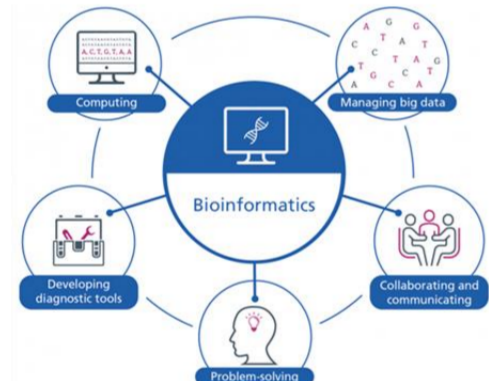 A,C,T,G,T,A,A
Computing
Managing big data
Bioinformatics
Developing
diagnostic tools
Collaborating and
communicating
Problem-solving